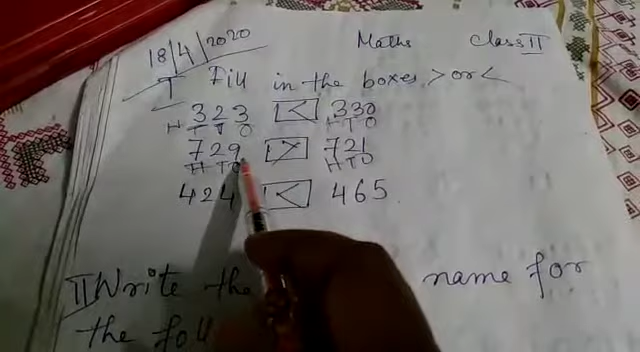 18/4/2020 Maths Class II
I Fill in the boxes > or <
323 < 330
H T O H T O
729 > 721
H T O H T O
424 < 465
II Write the name for
the foll